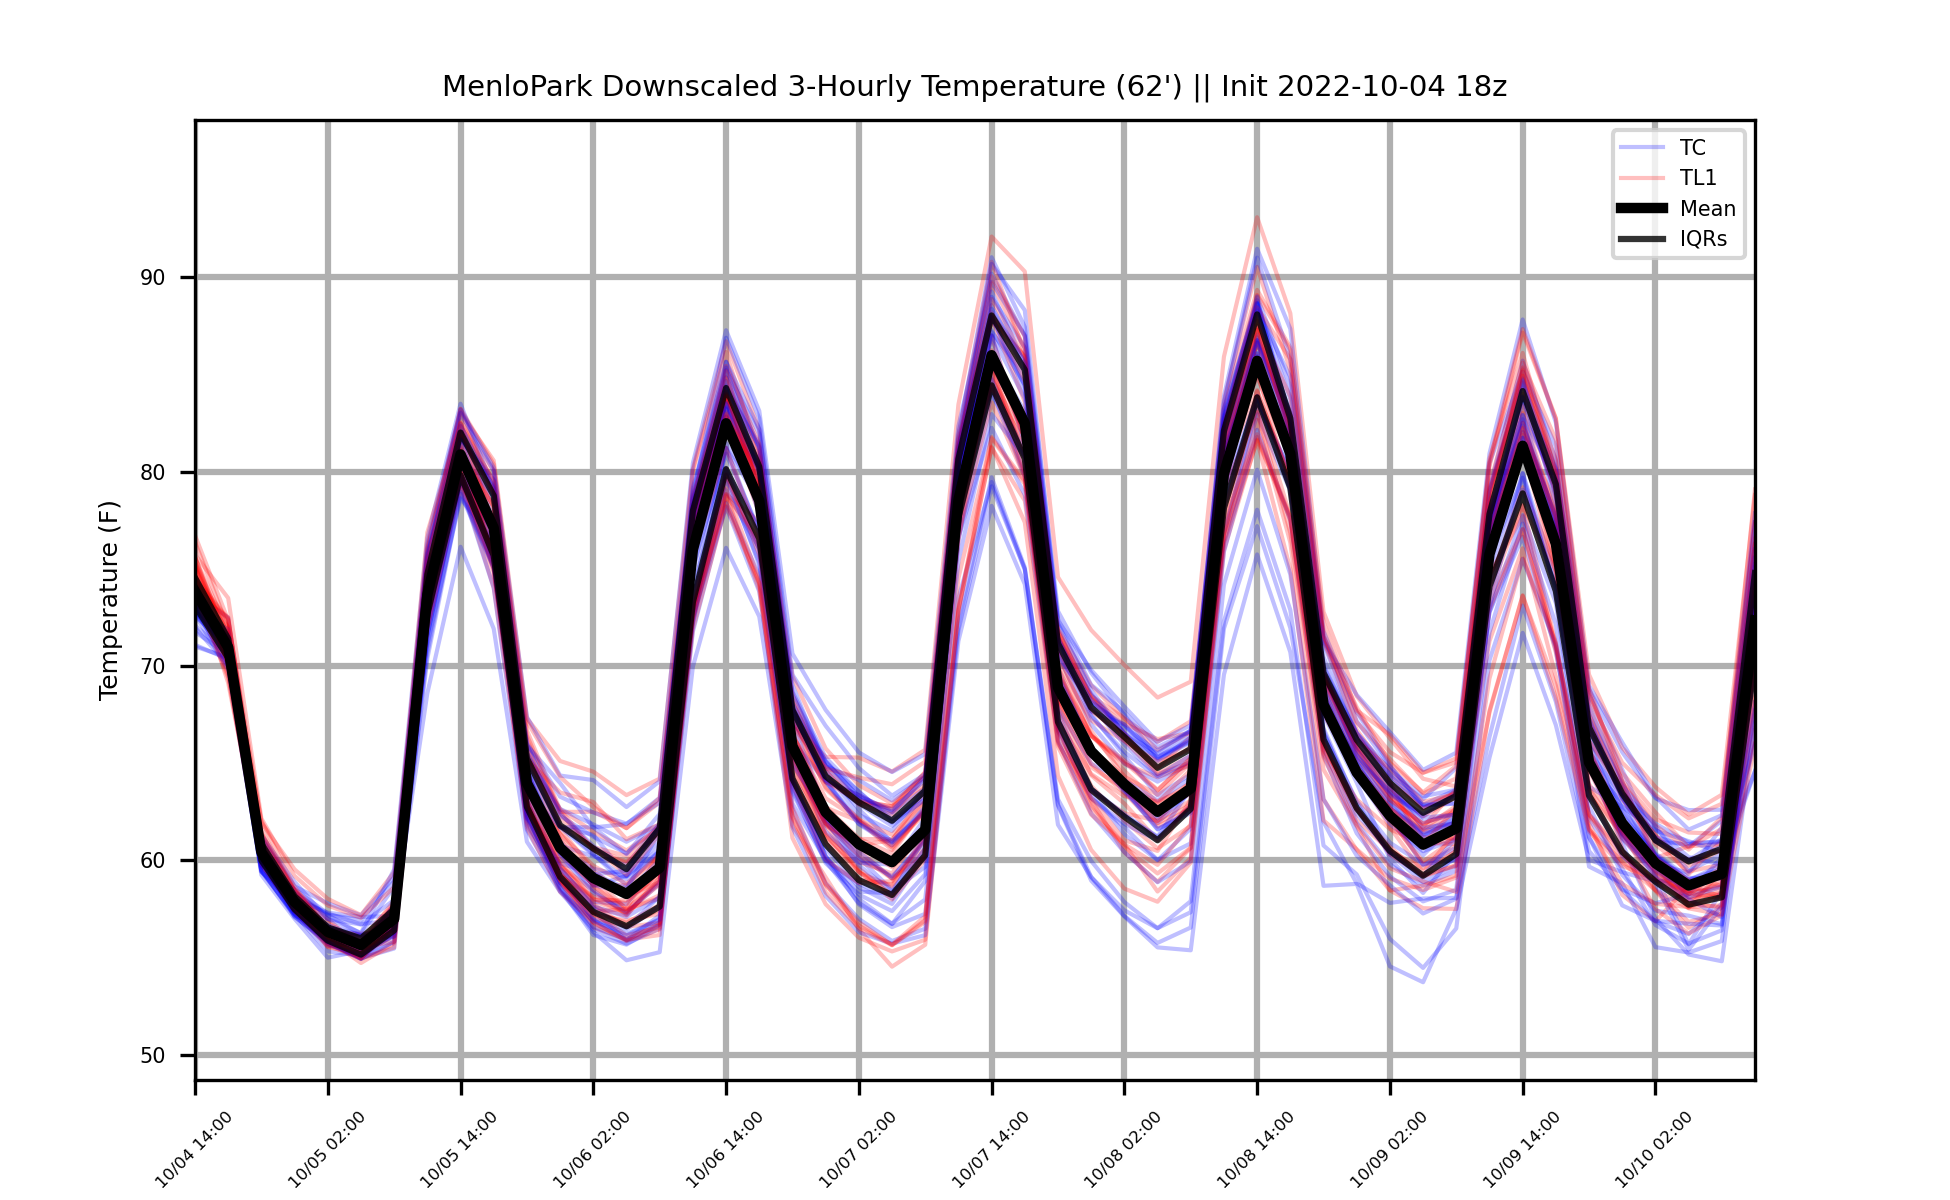 MenloPark Downscaled 3-Hourly Temperature (62') || Init 2022-10-04 18z
TC
TL1
Mean
IQRs
Temperature (F)
90
80
70
60
50
10/04 14:00
10/05 02:00
10/05 14:00
10/06 02:00
10/06 14:00
10/07 02:00
10/07 14:00
10/08 02:00
10/08 14:00
10/09 02:00
10/09 14:00
10/10 02:00